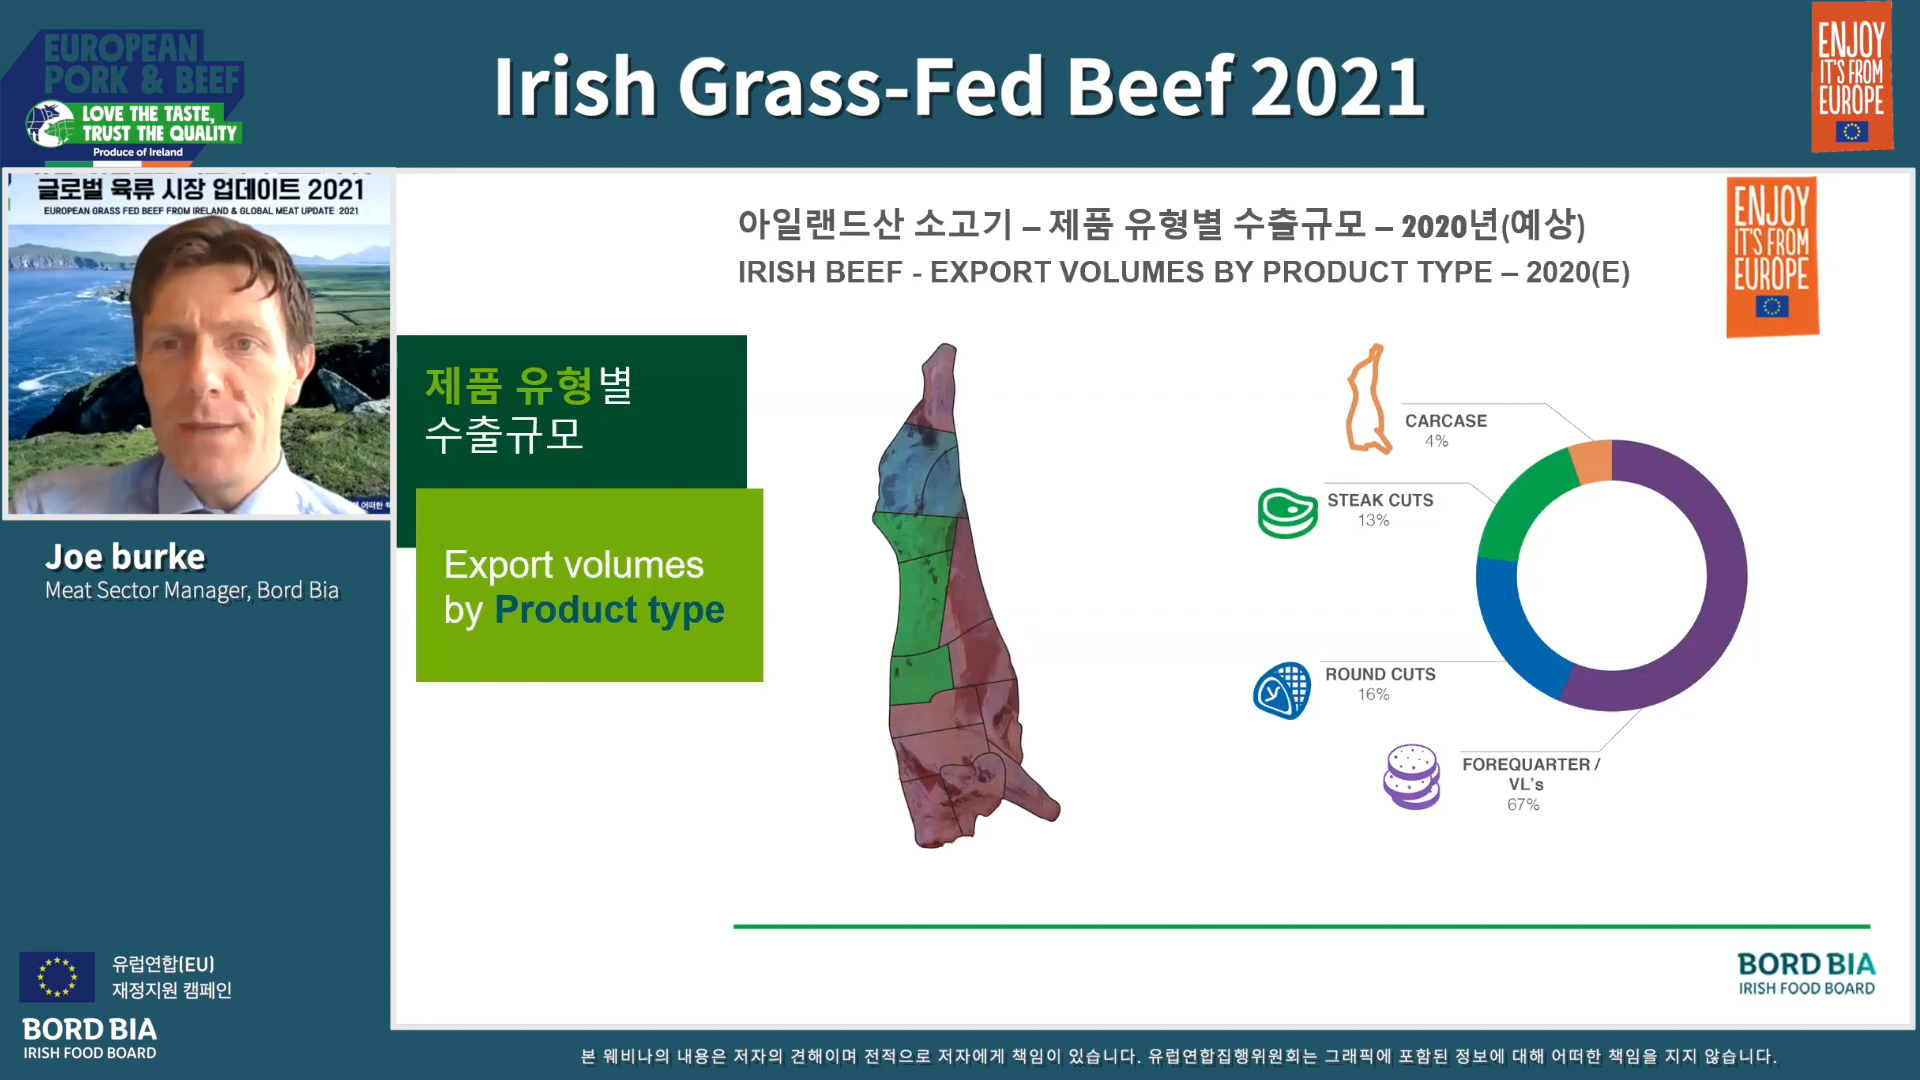 EUROPEAN
PORK & BEEF
LOVE THE TASTE,
TRUST THE QUALITY
Produce of Ireland
Irish Grass-Fed Beef 2021
ENJOY
IT'S FROM
EUROPE
글로벌 육류 시장 업데이트 2021
EUROPEAN GRASS FED BEEF FROM IRELAND & GLOBAL MEAT UPDATE 2021
어떠한
Joe burke
Meat Sector Manager, Bord Bia
아일랜드산 소고기 – 제품 유형별 수출규모 – 2020년(예상)
IRISH BEEF - EXPORT VOLUMES BY PRODUCT TYPE – 2020(E)
ENJOY
IT'S FROM
EUROPE
제품 유형별
수출규모
Export volumes
by Product type
CARCASE
4%
STEAK CUTS
13%
ROUND CUTS
16%
FOREQUARTER /
VL's
67%
BORD BIA
IRISH FOOD BOARD
유럽연합(EU)
재정지원 캠페인
BORD BIA
IRISH FOOD BOARD
본 웨비나의 내용은 저자의 견해이며 전적으로 저자에게 책임이 있습니다. 유럽연합집행위원회는 그래픽에 포함된 정보에 대해 어떠한 책임을 지지 않습니다.